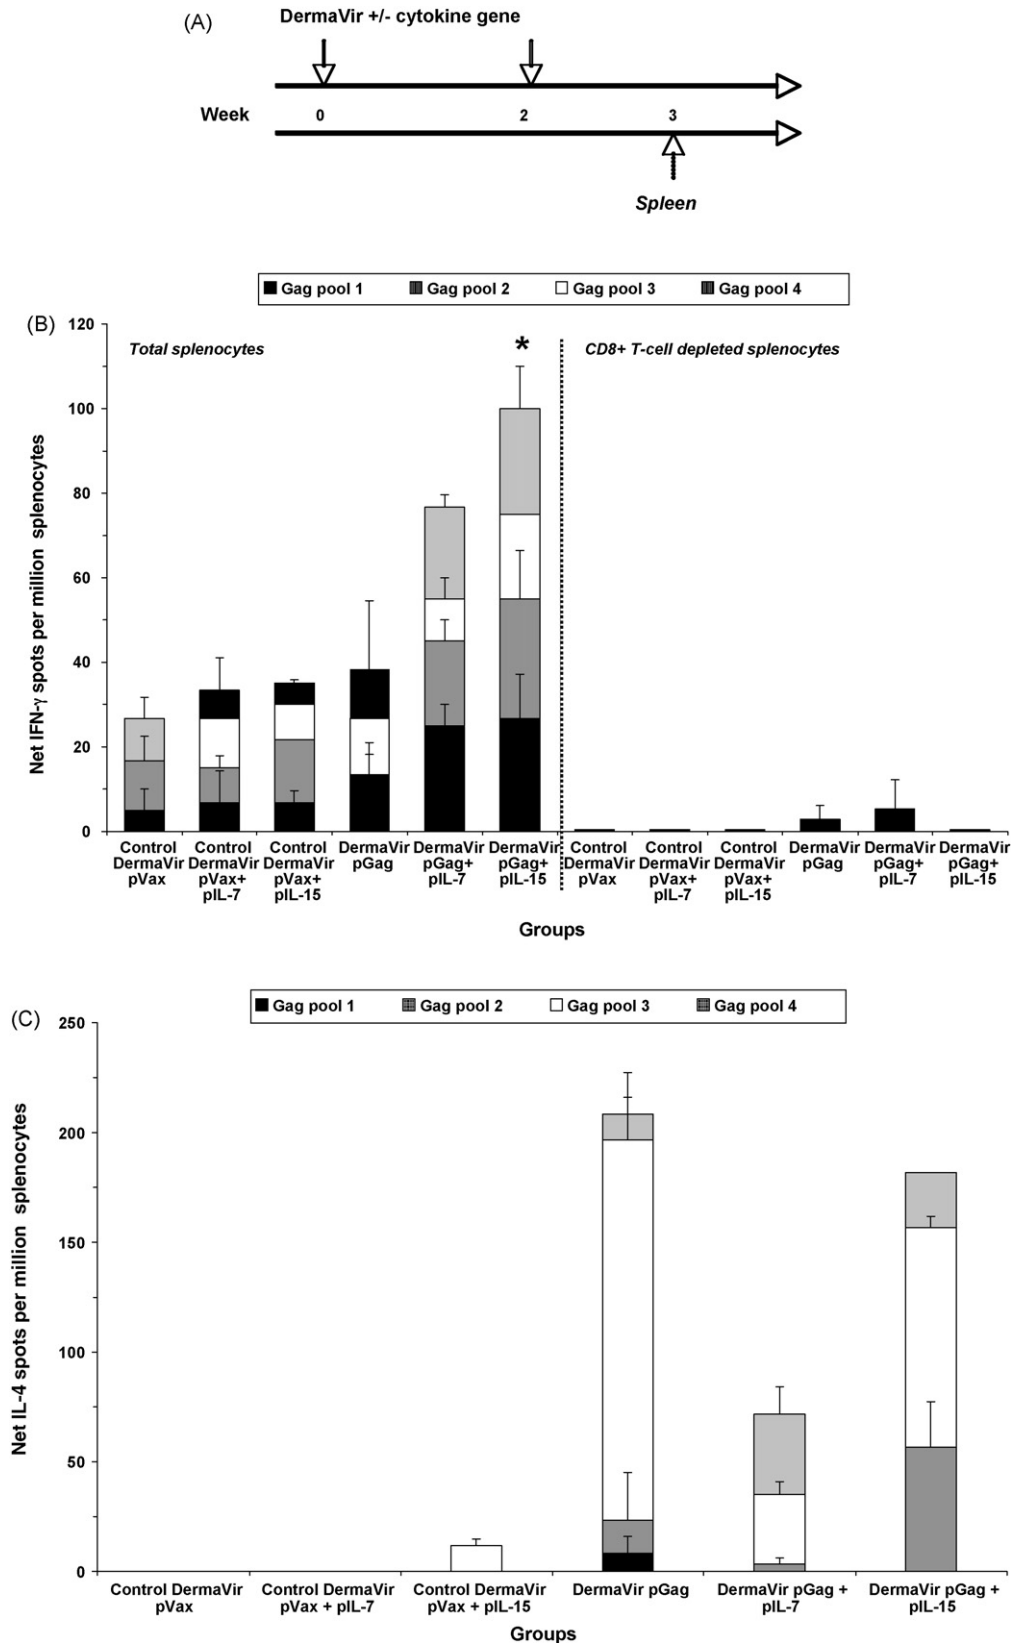 (A)
DermaVir +/- cytokine gene
Week 0 2 3
Spleen
Gag pool 1 Gag pool 2 Gag pool 3 Gag pool 4
(B)
Net IFN-γ spots per million splenocytes
120
100
80
60
40
20
0
Total splenocytes
*
CD8+ T-cell depleted splenocytes
Control DermaVir pVax
Control DermaVir pVax+ pIL-7
Control DermaVir pVax+ pIL-15
DermaVir pGag
DermaVir pGag+ pIL-7
DermaVir pGag+ pIL-15
Control DermaVir pVax
Control DermaVir pVax+ pIL-7
Control DermaVir pVax+ pIL-15
DermaVir pGag
DermaVir pGag+ pIL-7
DermaVir pGag+ pIL-15
Groups
Gag pool 1 Gag pool 2 Gag pool 3 Gag pool 4
(C)
Net IL-4 spots per million splenocytes
250
200
150
100
50
0
Control DermaVir pVax
Control DermaVir pVax + pIL-7
Control DermaVir pVax + pIL-15
DermaVir pGag
DermaVir pGag + pIL-7
DermaVir pGag + pIL-15
Groups